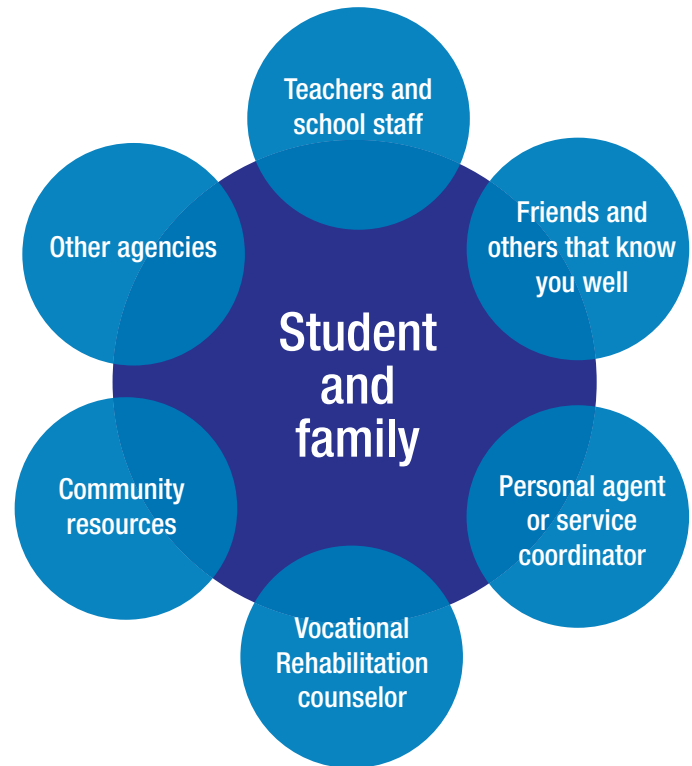 Teachers and
school staff
Friends and
others that know
you well
Other agencies
Student
and
family
Personal agent
or service
coordinator
Community
resources
Vocational
Rehabilitation
counselor